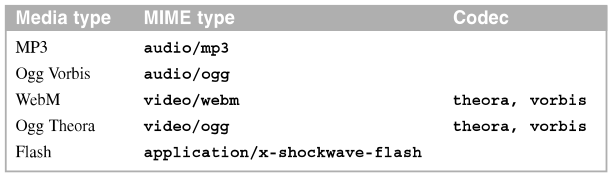 Media type MIME type Codec
MP3 audio/mp3
Ogg Vorbis audio/ogg
WebM video/webm theora, vorbis
Ogg Theora video/ogg theora, vorbis
Flash application/x-shockwave-flash